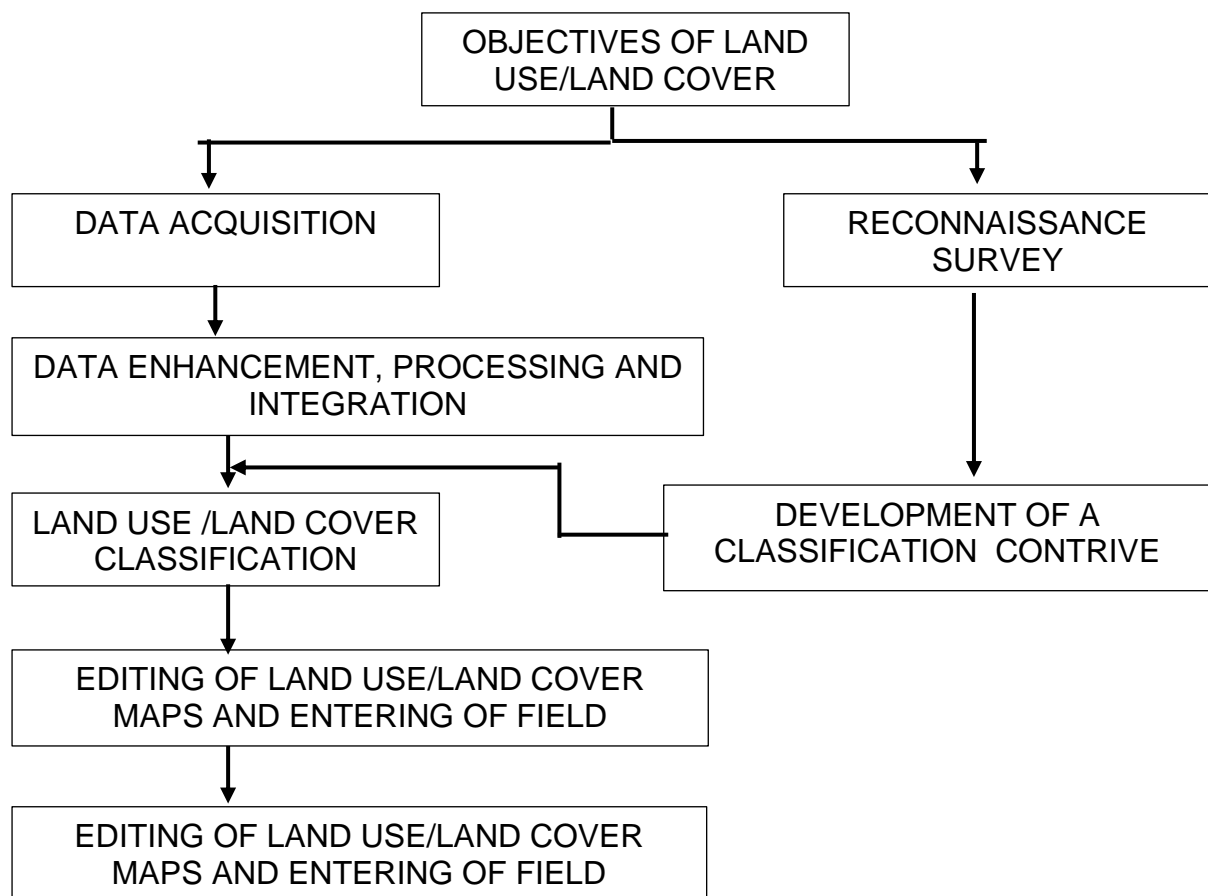 OBJECTIVES OF LAND
USE/LAND COVER
DATA ACQUISITION
RECONNAISSANCE
SURVEY
DATA ENHANCEMENT, PROCESSING AND
INTEGRATION
LAND USE /LAND COVER
CLASSIFICATION
DEVELOPMENT OF A
CLASSIFICATION CONTRIVE
EDITING OF LAND USE/LAND COVER
MAPS AND ENTERING OF FIELD
EDITING OF LAND USE/LAND COVER
MAPS AND ENTERING OF FIELD